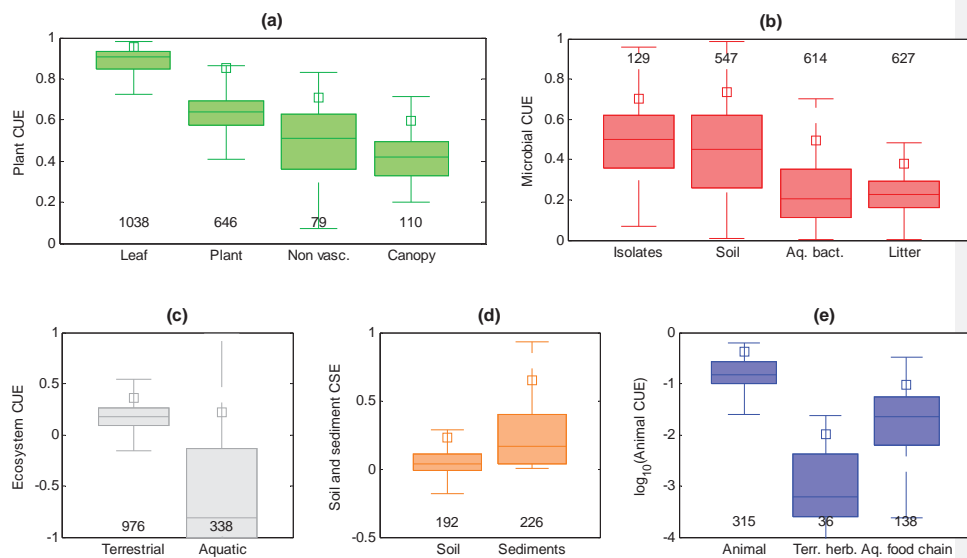 (a)
Plant CUE
1
0.8
0.6
0.4
0.2
0
1038 646 79 110
Leaf Plant Non vasc. Canopy
(b)
Microbial CUE
1
0.8
0.6
0.4
0.2
0
129 547 614 627
Isolates Soil Aq. bact. Litter
(c)
Ecosystem CUE
1
0.5
0
-0.5
-1
976 338
Terrestrial Aquatic
(d)
Soil and sediment CSE
1
0.5
0
-0.5
192 226
Soil Sediments
(e)
log10(Animal CUE)
-0
-1
-2
-3
-4
315 36 138
Animal Terr. herb. Aq. food chain